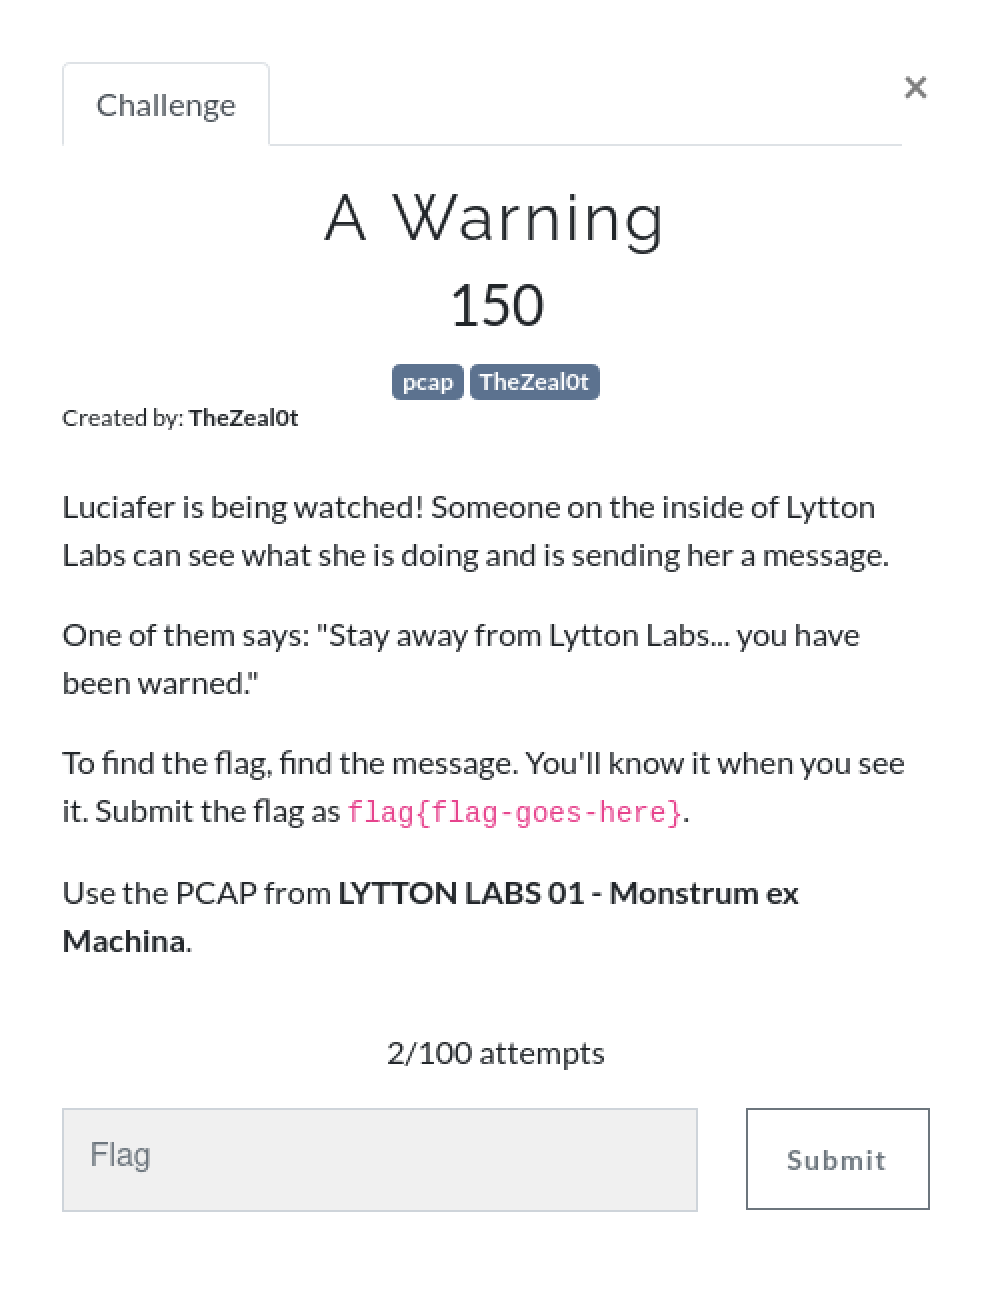 Challenge
×
A Warning
150
pcap TheZeal0t
Created by: TheZeal0t
Luciafer is being watched! Someone on the inside of Lytton
Labs can see what she is doing and is sending her a message.
One of them says: "Stay away from Lytton Labs... you have
been warned."
To find the flag, find the message. You'll know it when you see
it. Submit the flag as flag{flag-goes-here}.
Use the PCAP from LYTTON LABS 01 - Monstrum ex
Machina.
2/100 attempts
Flag
Submit